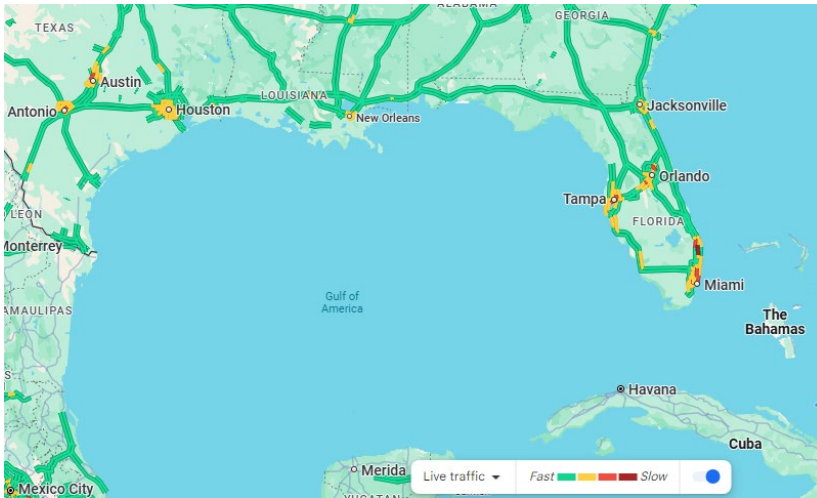 ALABAMA
GEORGIA
TEXAS
Austin
Antonio
Houston
LOUISIANA
New Orleans
Jacksonville
Orlando
Tampa
FLORIDA
LEON
Monterrey
Miami
Gulf of
America
AMAULIPAS
The
Bahamas
Havana
Cuba
Merida
YUCATAN
Mexico City
Live traffic
Fast
Slow